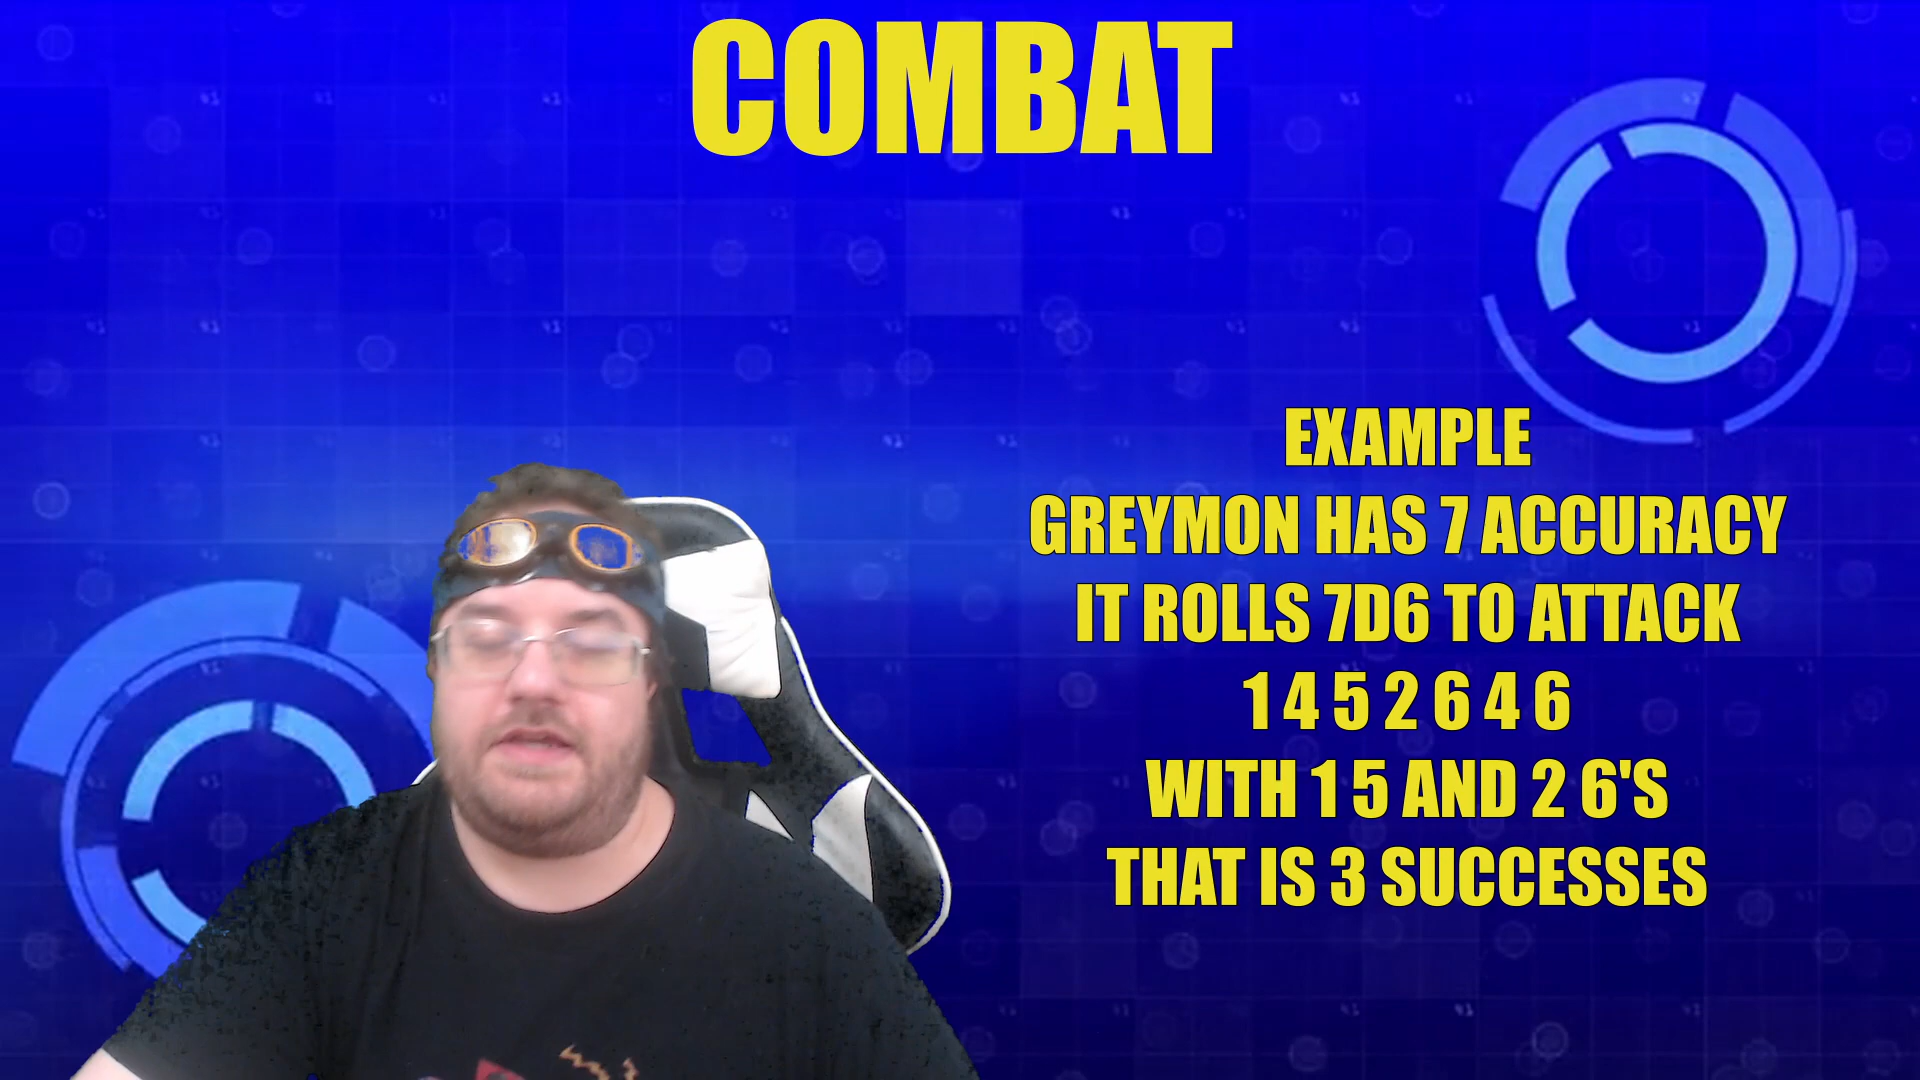 COMBAT
EXAMPLE
GREYMON HAS 7 ACCURACY
IT ROLLS 7D6 TO ATTACK
1 4 5 2 6 4 6
WITH 1 5 AND 2 6'S
THAT IS 3 SUCCESSES